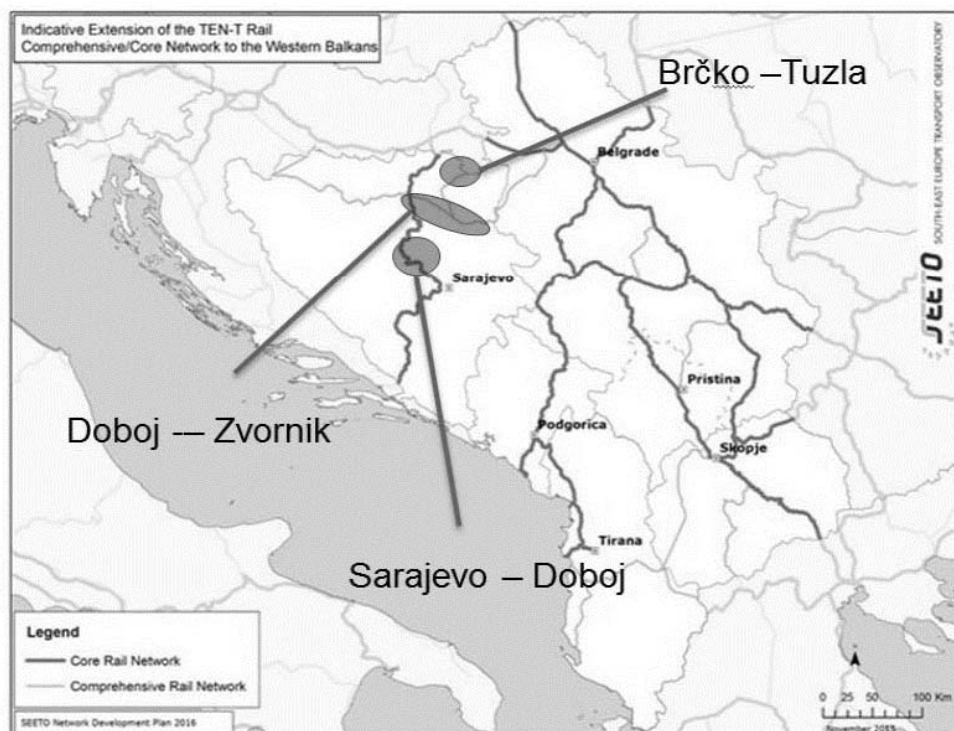 Indicative Extension of the TEN-T Rail
Comprehensive/Core Network to the Western Balkans
Brčko –Tuzla
Belgrade
SOUTH-EAST EUROPE TRANSPORT OBSERVATORY
SEETO
Sarajevo
Pristina
Doboj -– Zvornik
Podgorica
Skopje
Tirana
Sarajevo – Doboj
Legend
Core Rail Network
Comprehensive Rail Network
0 25 50 100 Km
SEETO Network Development Plan 2016
November 2015